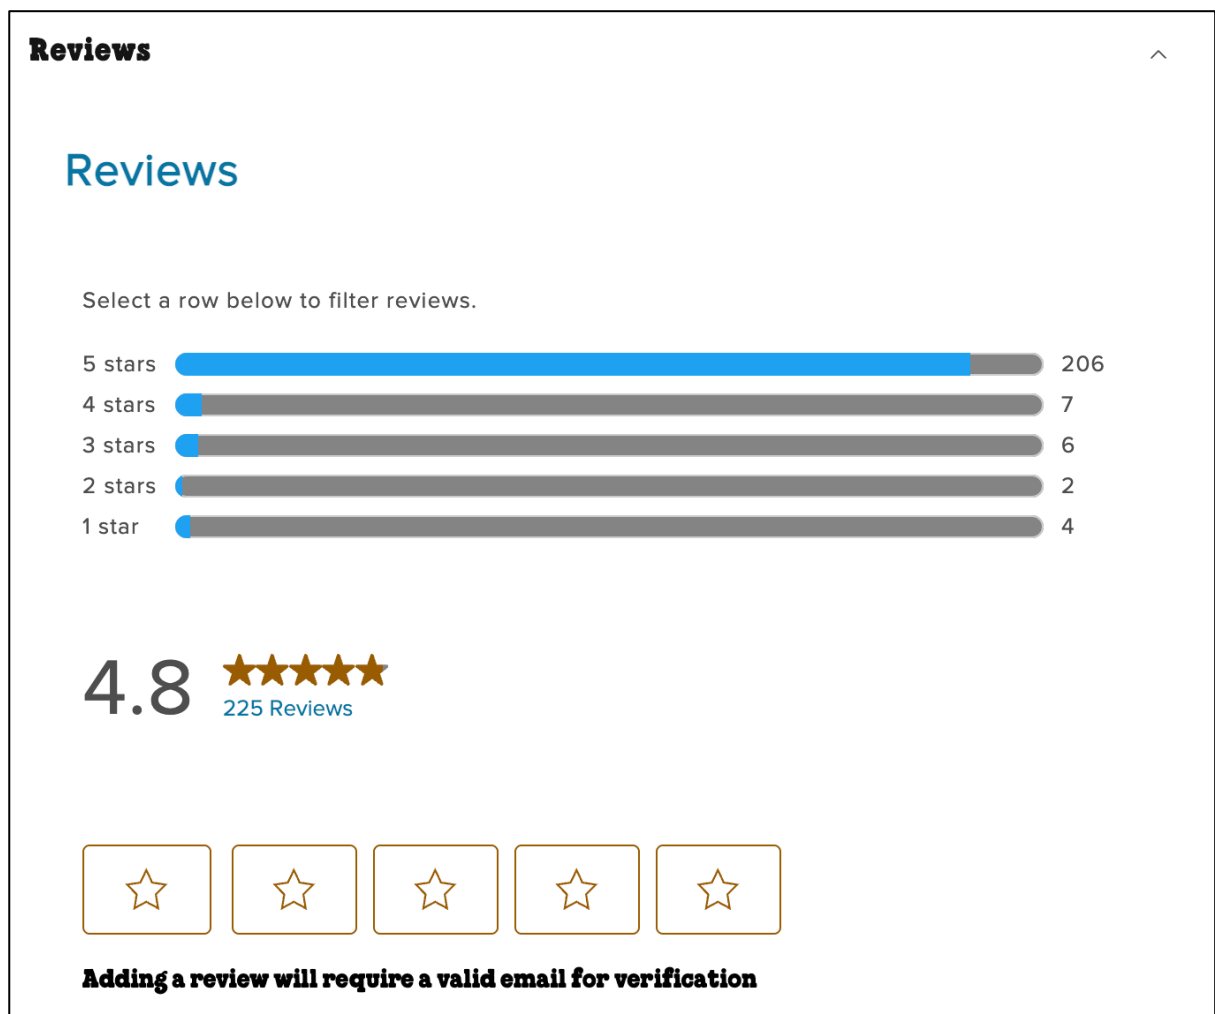 Reviews
Reviews
Select a row below to filter reviews.
5 stars 206
4 stars 7
3 stars 6
2 stars 2
1 star 4
4.8
225 Reviews
Adding a review will require a valid email for verification